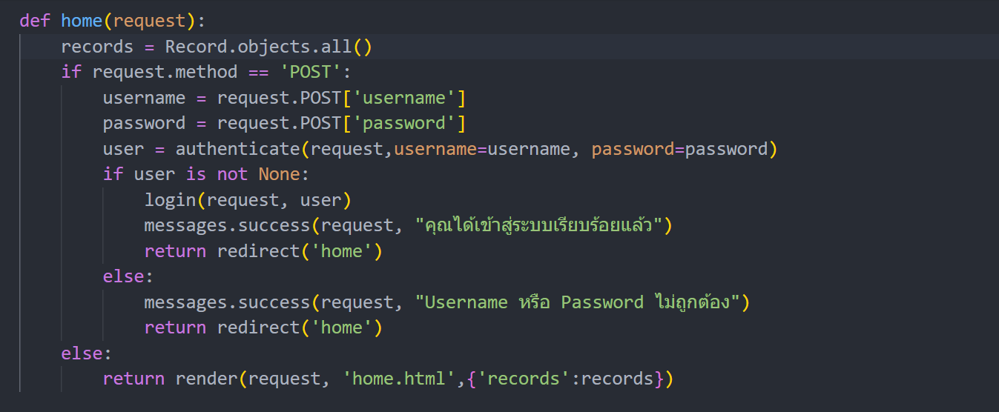 def home(request):
    records = Record.objects.all()
    if request.method == 'POST':
        username = request.POST['username']
        password = request.POST['password']
        user = authenticate(request,username=username, password=password)
        if user is not None:
            login(request, user)
            messages.success(request, "คุณได้เข้าสู่ระบบเรียบร้อยแล้ว")
            return redirect('home')
        else:
            messages.success(request, "Username หรือ Password ไม่ถูกต้อง")
            return redirect('home')
    else:
        return render(request, 'home.html',{'records':records})